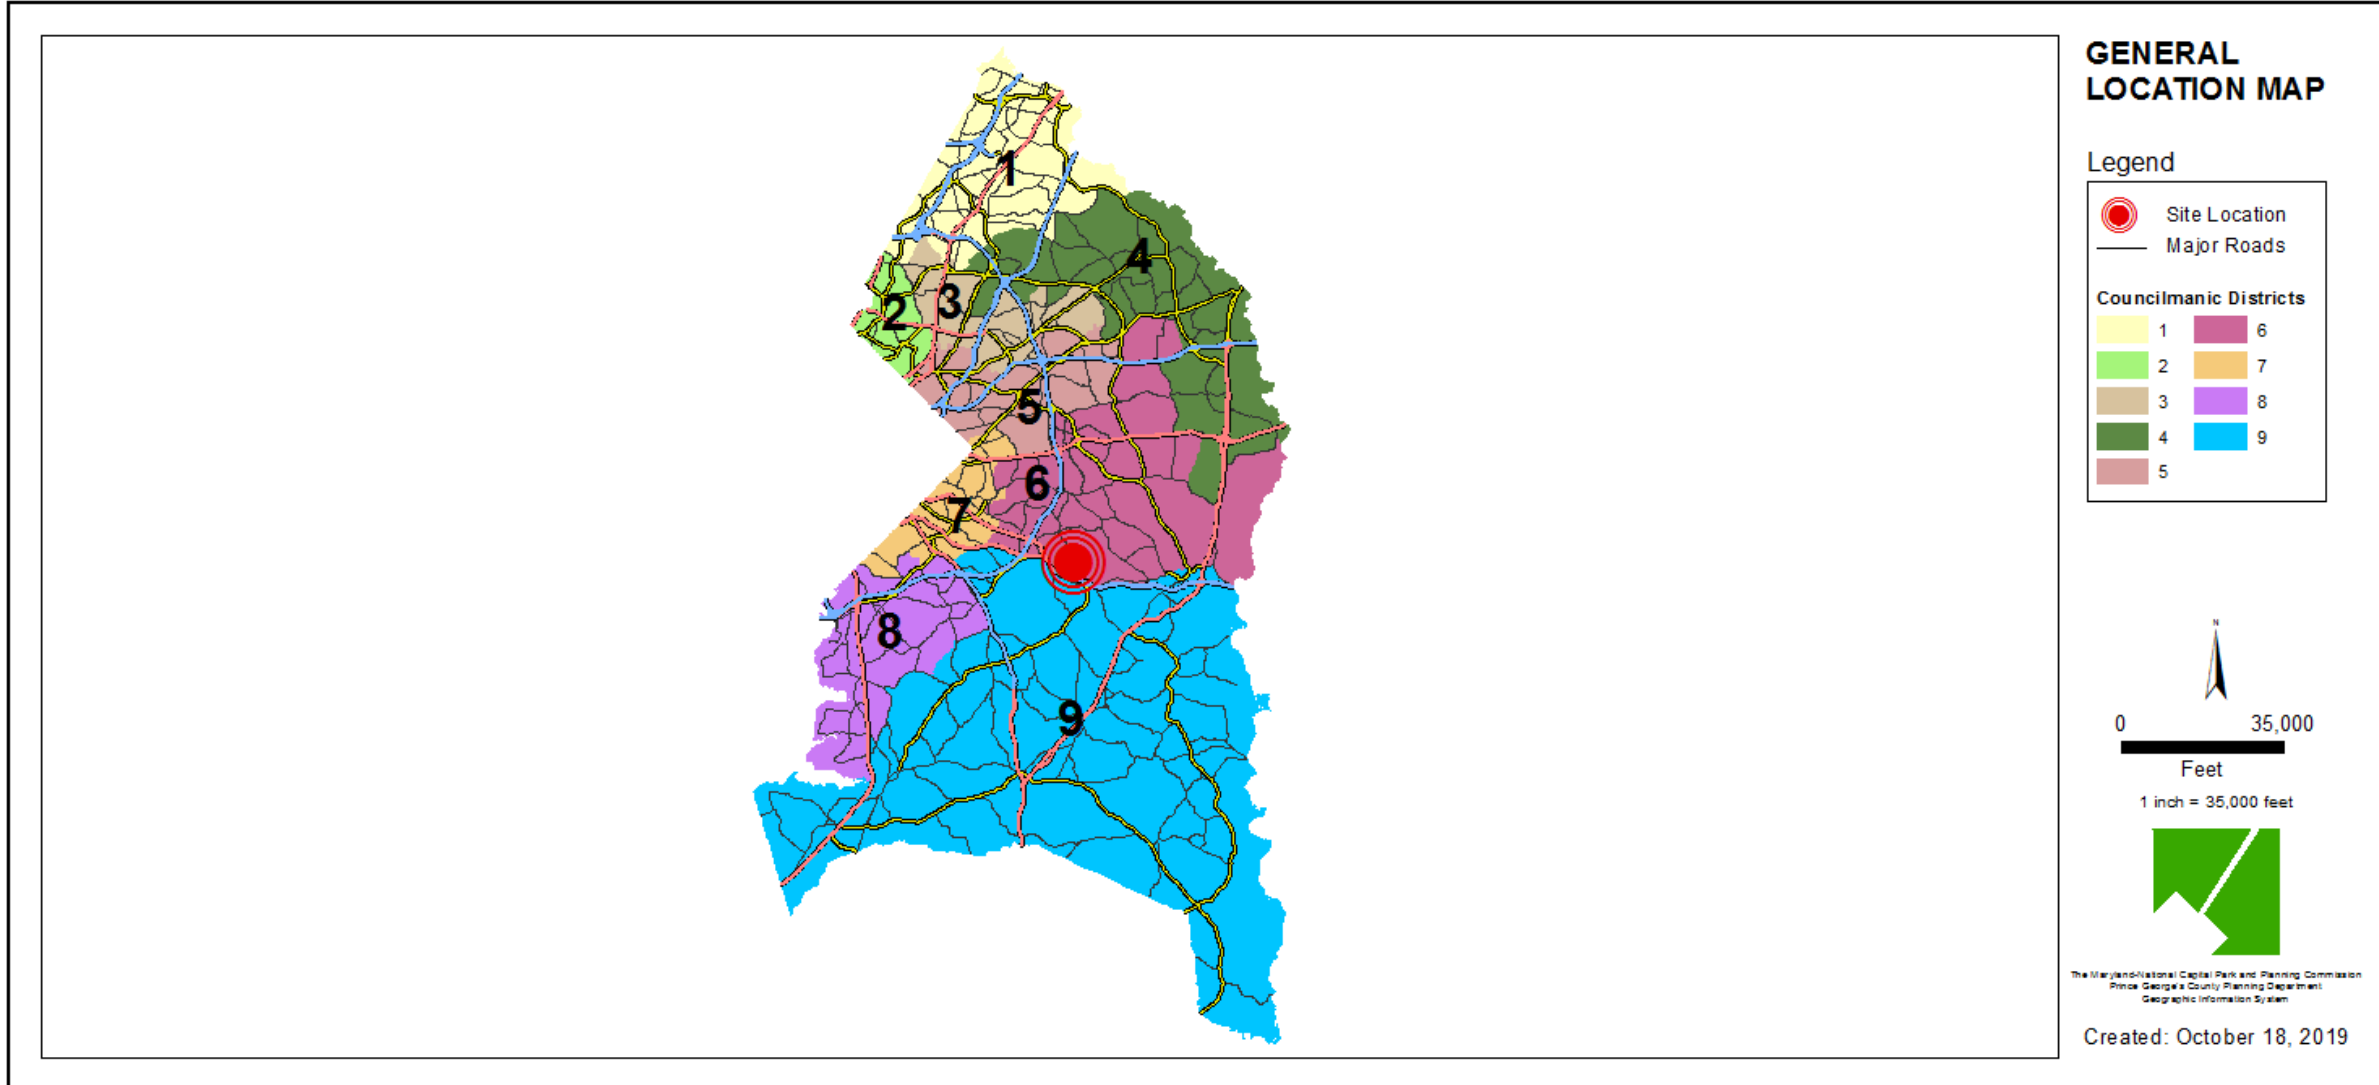 GENERAL
LOCATION MAP
Legend
Site Location
Major Roads
Councilmanic Districts
1 6
2 7
3 8
4 9
5
1
4
3
2
5
6
7
8
9
N
0 35,000
Feet
1 inch = 35,000 feet
The Maryland-National Capital Park and Planning Commission
Prince George's County Planning Department
Geographic Information System
Created: October 18, 2019